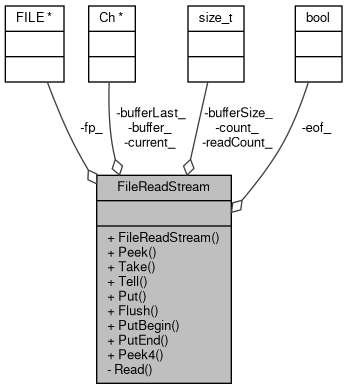 FILE *
Ch *
size_t
bool
-fp_
-bufferLast_
-buffer_
-current_
-bufferSize_
-count_
-readCount_
-eof_
FileReadStream
+ FileReadStream()
+ Peek()
+ Take()
+ Tell()
+ Put()
+ Flush()
+ PutBegin()
+ PutEnd()
+ Peek4()
- Read()